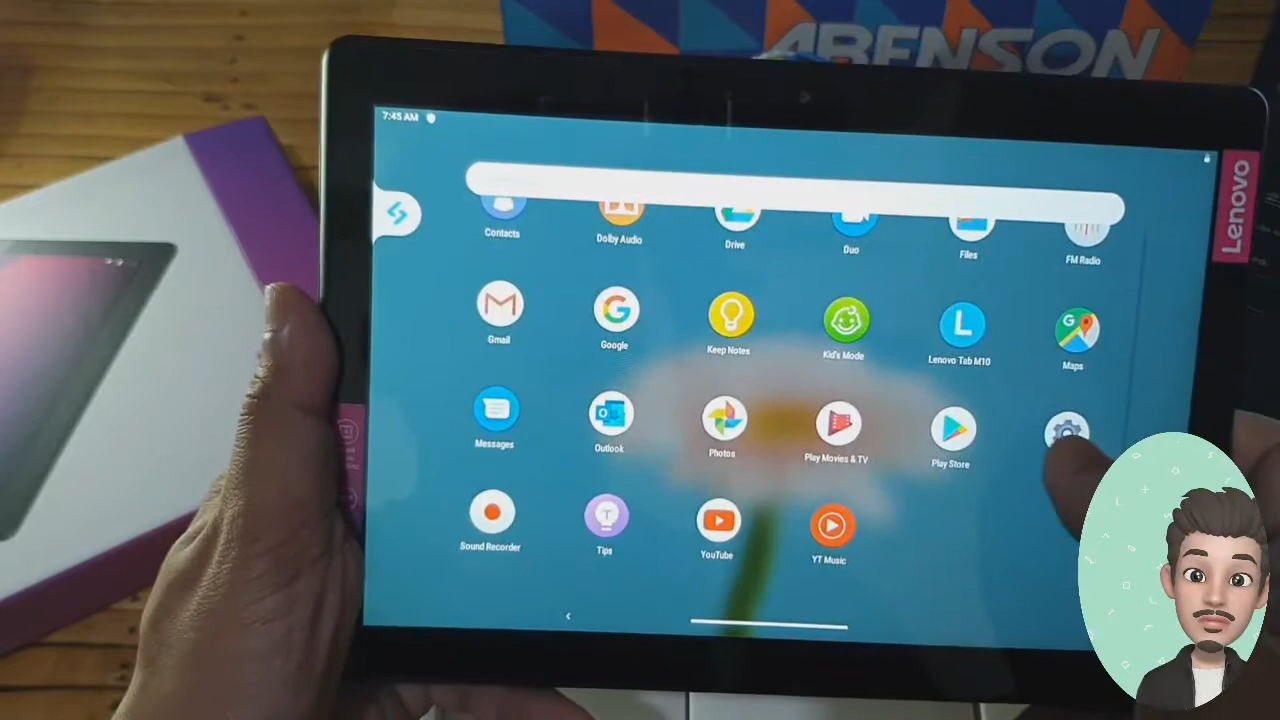 ABENSON
7:45 AM
Lenovo
Contacts
Dolby Audio
Drive
Duo
Files
FM Radio
Gmail
Google
Keep Notes
Kid's Mode
Lenovo Tab M10
Maps
Messages
Outlook
Photos
Play Movies & TV
Play Store
Sound Recorder
Tips
YouTube
YT Music